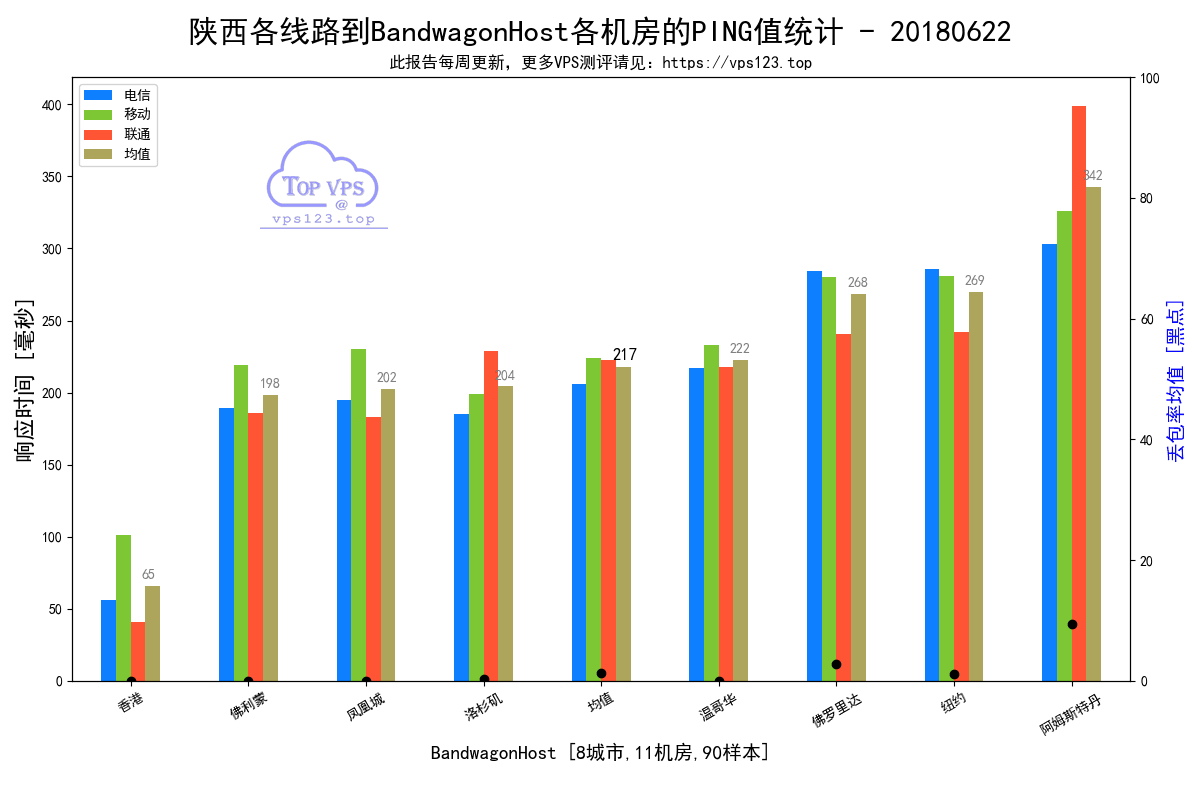 陕西各线路到BandwagonHost各机房的PING值统计 - 20180622
此报告每周更新，更多VPS测评请见：https://vps123.top
电信
移动
联通
均值
TOP VPS
@
vps123.top
响应时间 [毫秒]
400
350
300
250
200
150
100
50
0
65
198
202
204
217
222
268
269
342
100
80
60
40
20
0
丢包率均值 [黑点]
香港
佛利蒙
凤凰城
洛杉矶
均值
温哥华
佛罗里达
纽约
阿姆斯特丹
BandwagonHost [8城市,11机房,90样本]